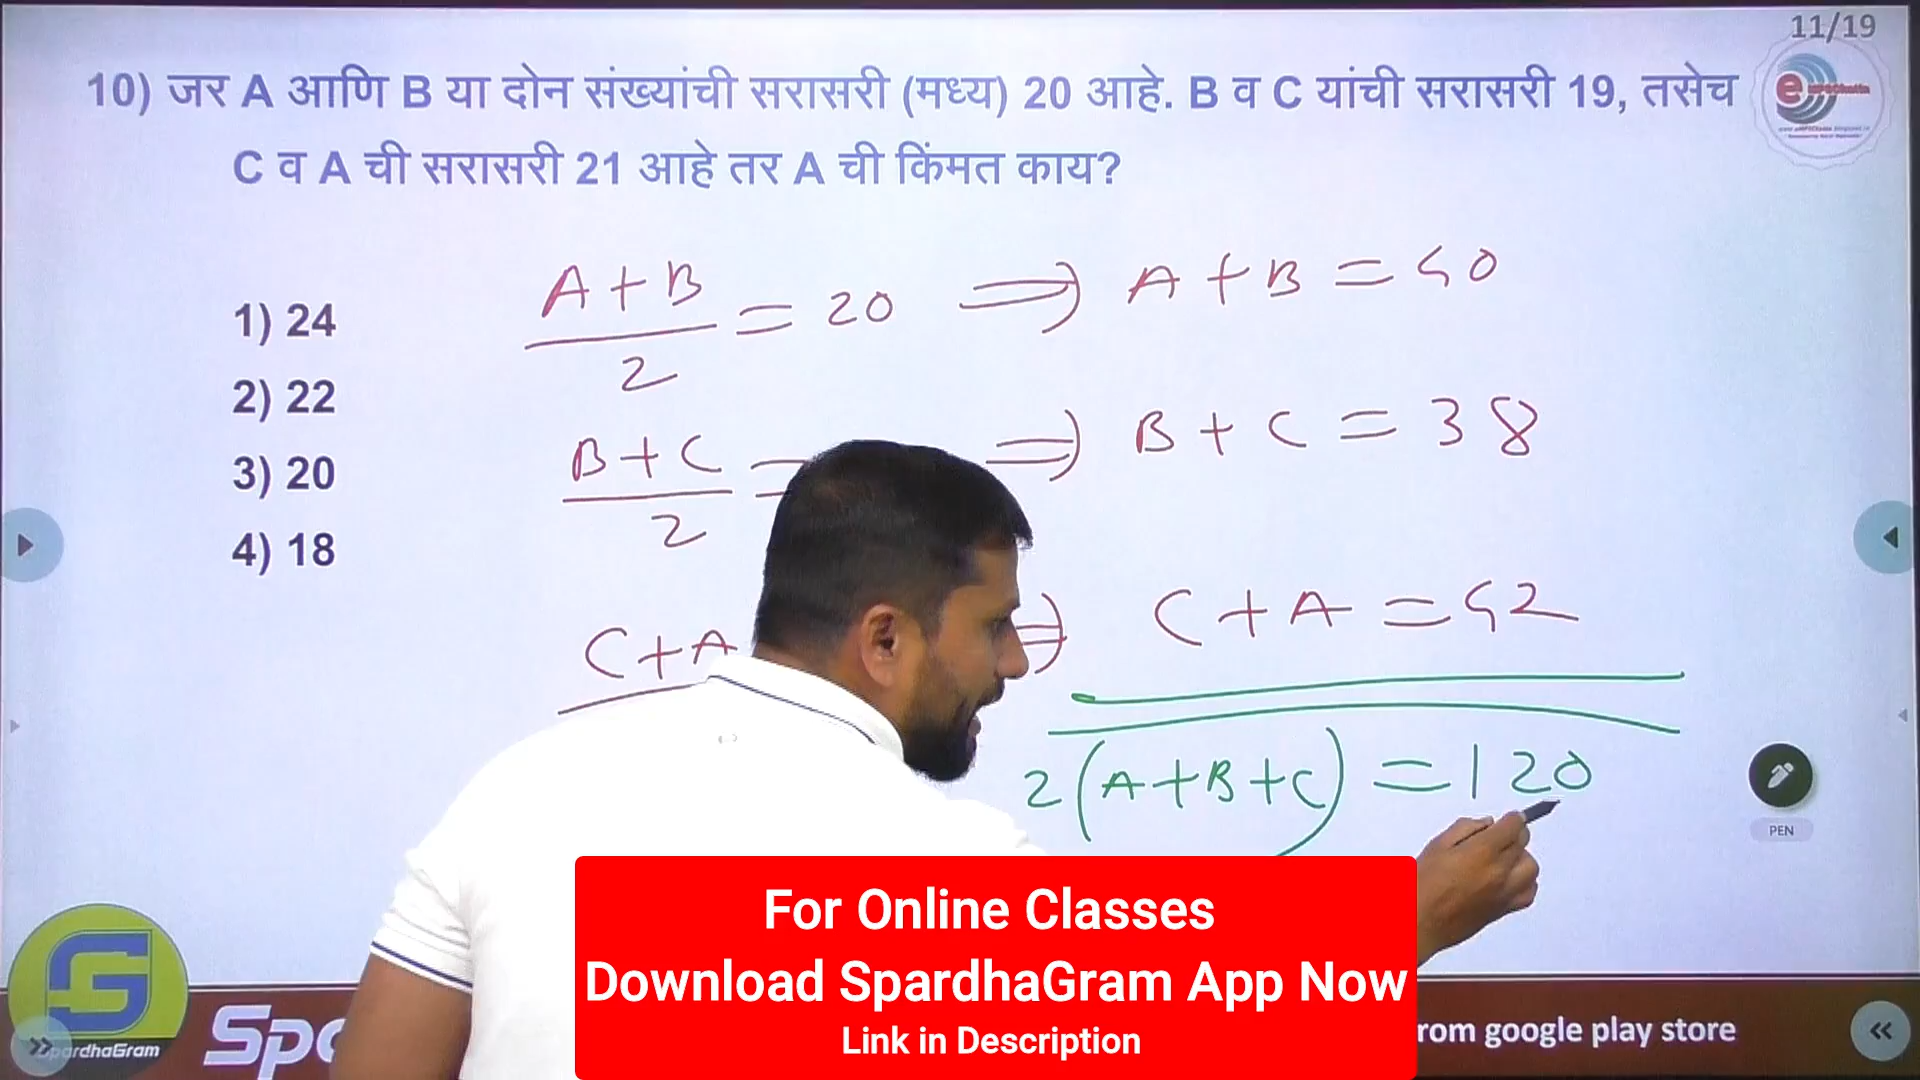 11/19
10) जर A आणि B या दोन संख्यांची सरासरी (मध्य) 20 आहे. B व C यांची सरासरी 19, तसेच
C व A ची सरासरी 21 आहे तर A ची किंमत काय?
1) 24
2) 22
3) 20
4) 18
A+B
2
= 20 ⇒ A + B = 40
B+C
2
= ⇒ B + C = 38
C+A
⇒ C + A = 42
2(A+B+C) = 120
PEN
For Online Classes
Download SpardhaGram App Now
Link in Description
SpardhaGram
Spa
rom google play store